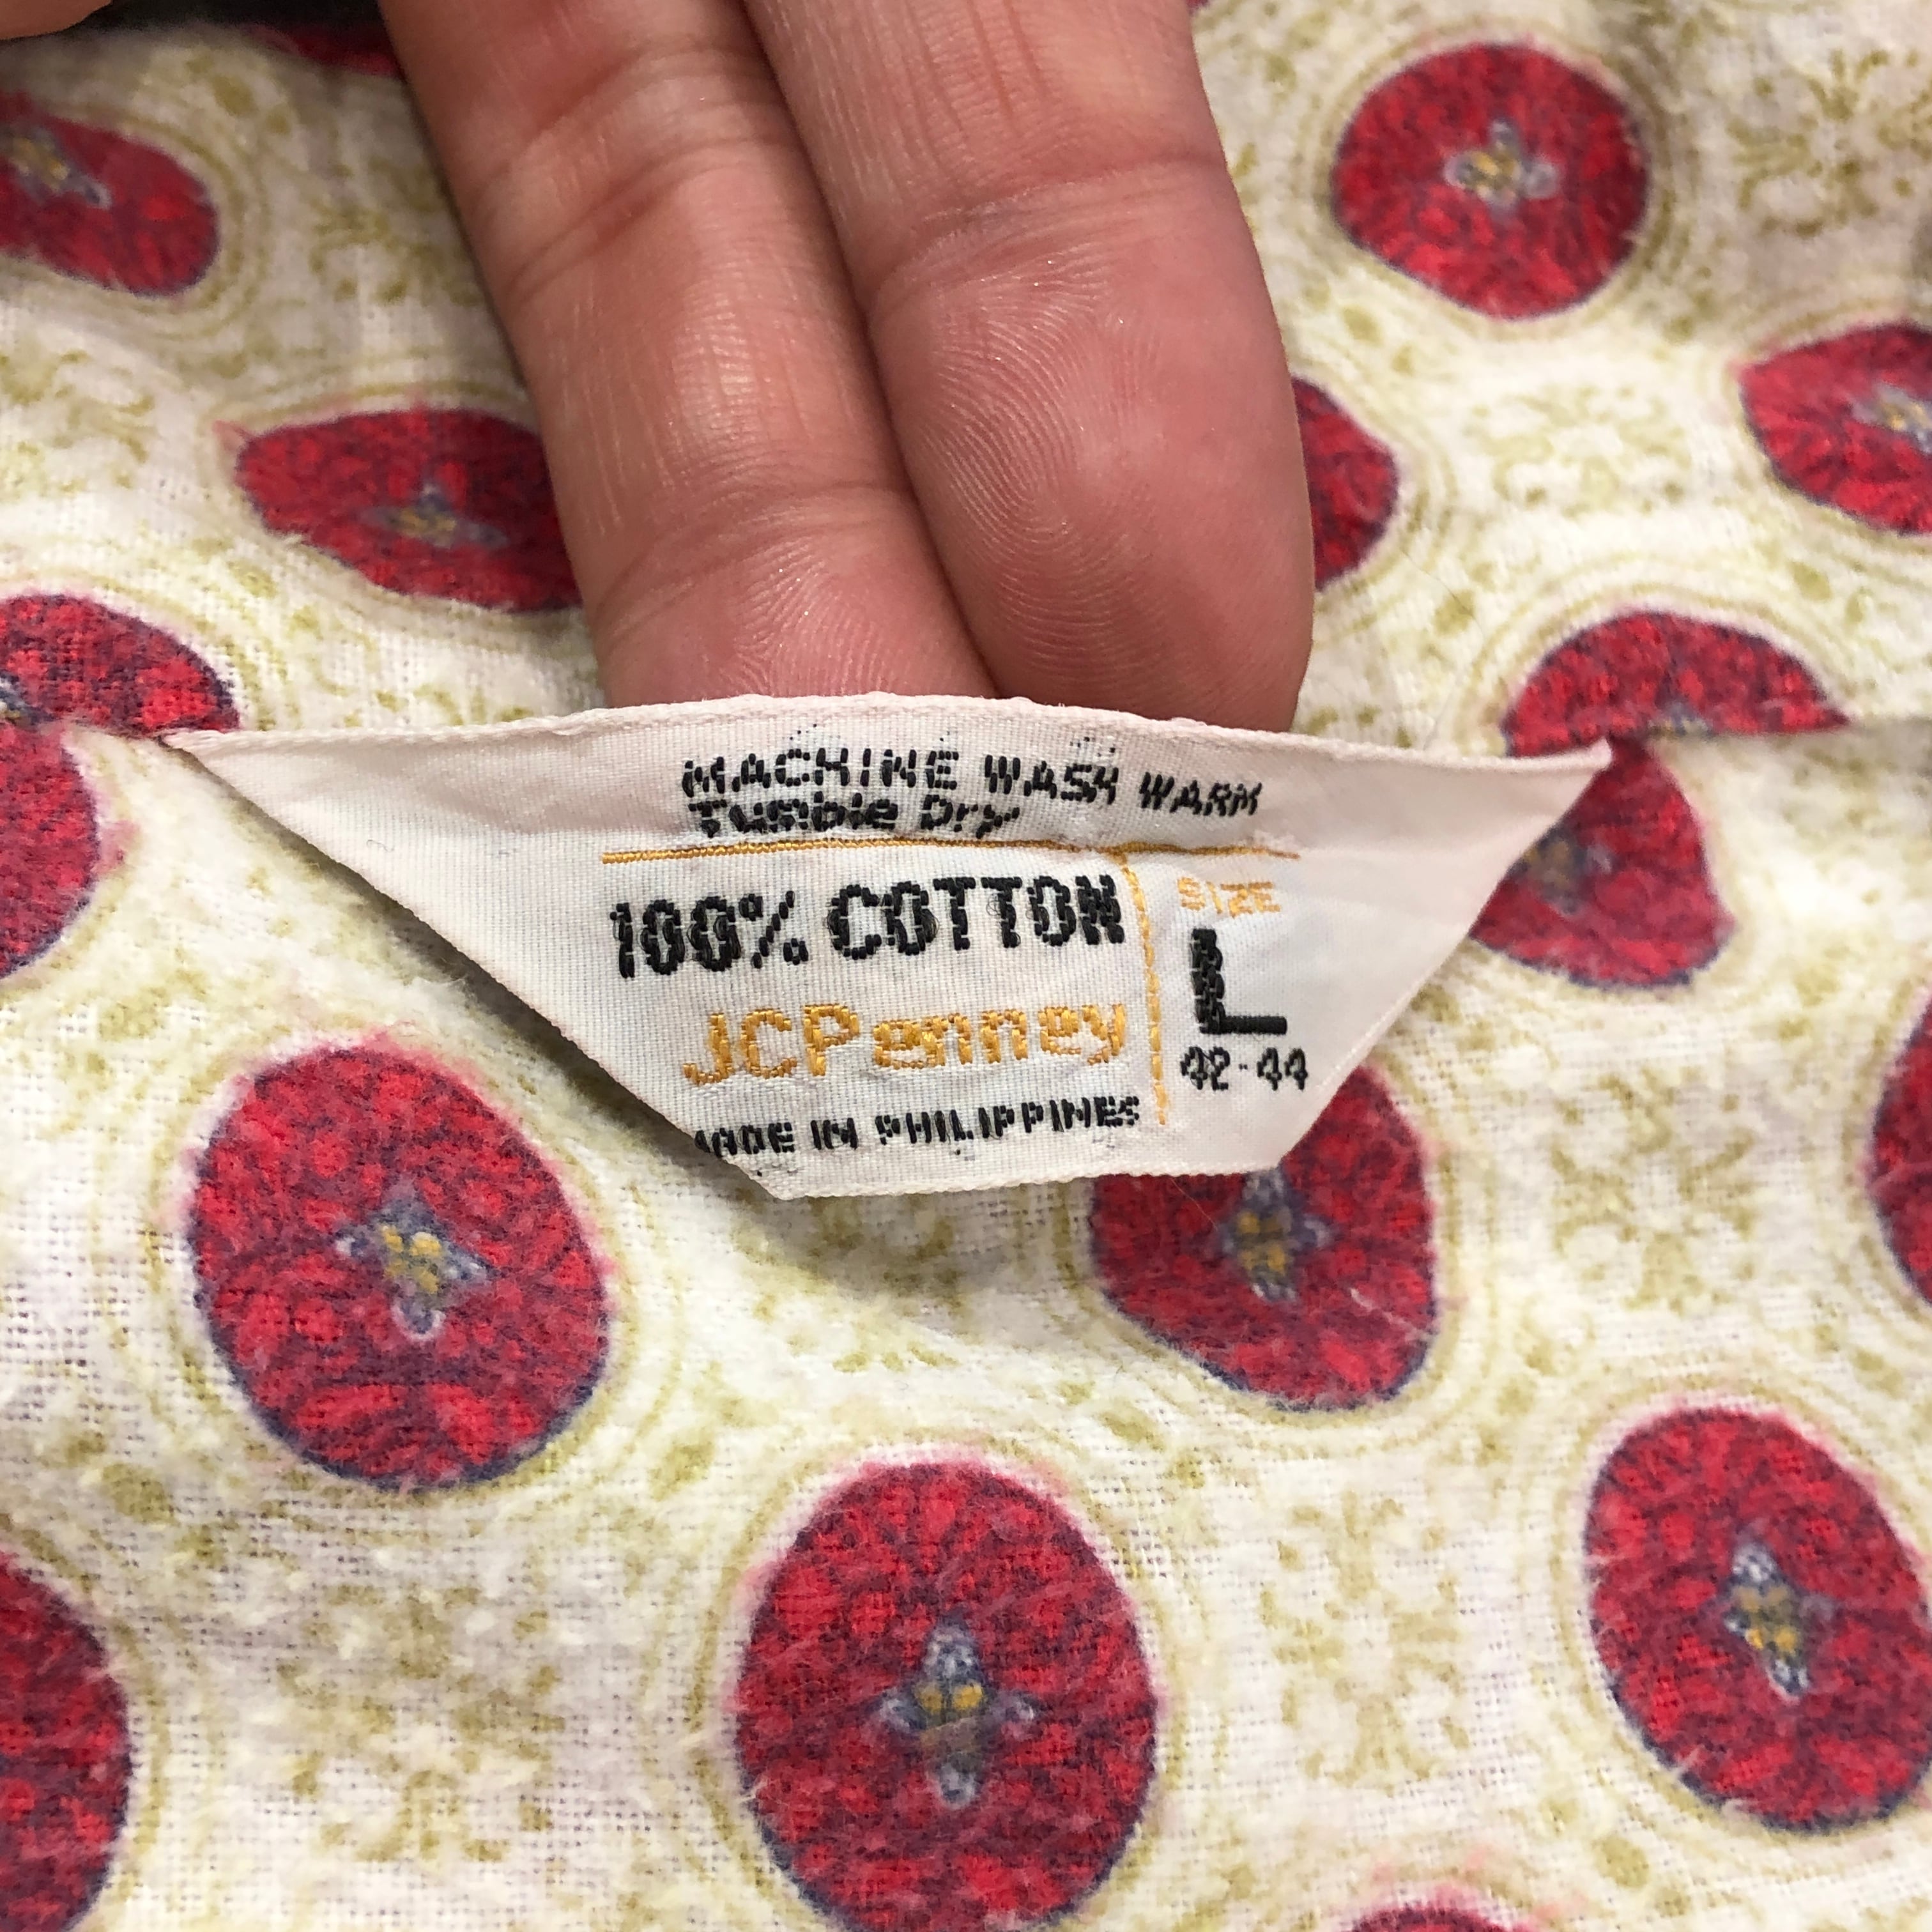 MACHINE WASH WARM
Tumble Dry
100% COTTON
JCPenney
MADE IN PHILIPPINES
SIZE
L
42-44